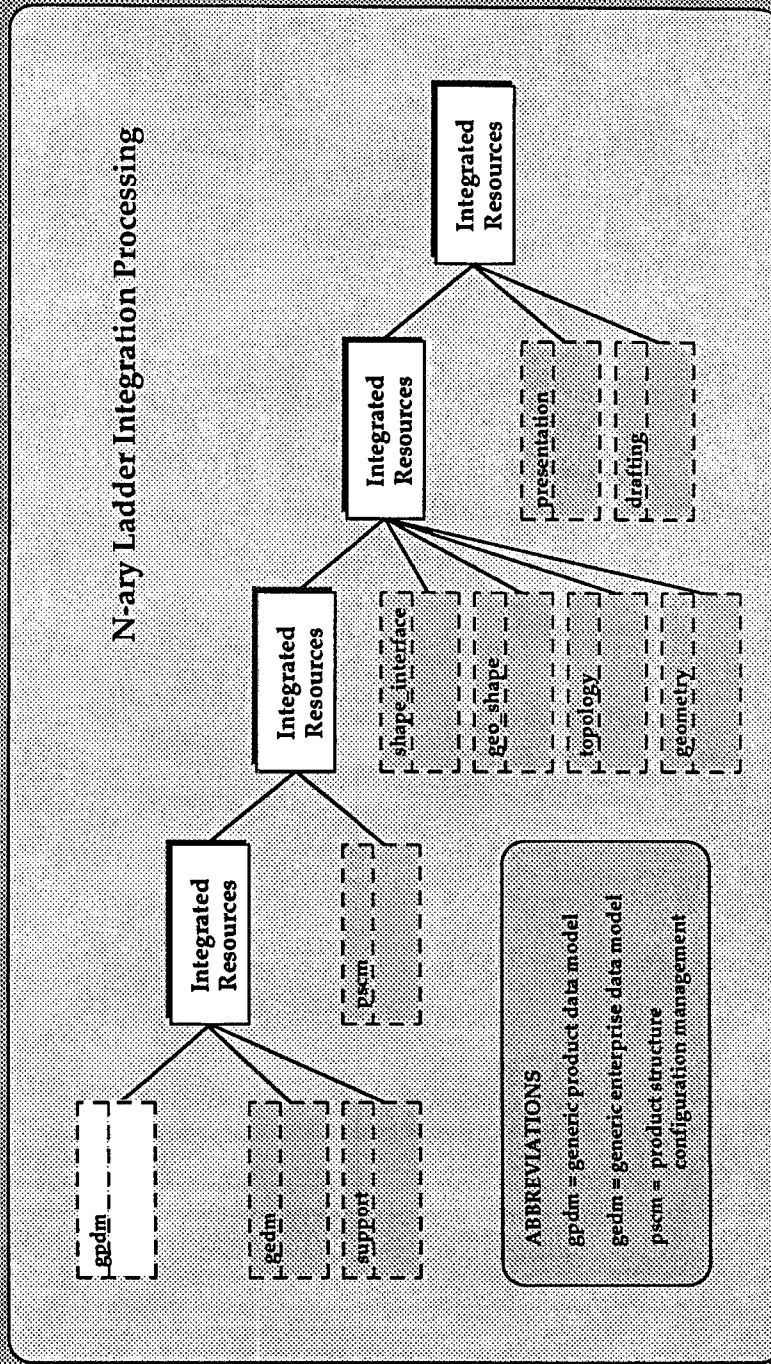 N-ary Ladder Integration Processing
gpdm
gedm
support
Integrated
Resources
pscm
Integrated
Resources
shape_interface
geo_shape
topology
geometry
Integrated
Resources
presentation
drafting
Integrated
Resources
ABBREVIATIONS
gpdm =generic product data model
gedm = generic enterprise data model
pscm = product structure
configuration management